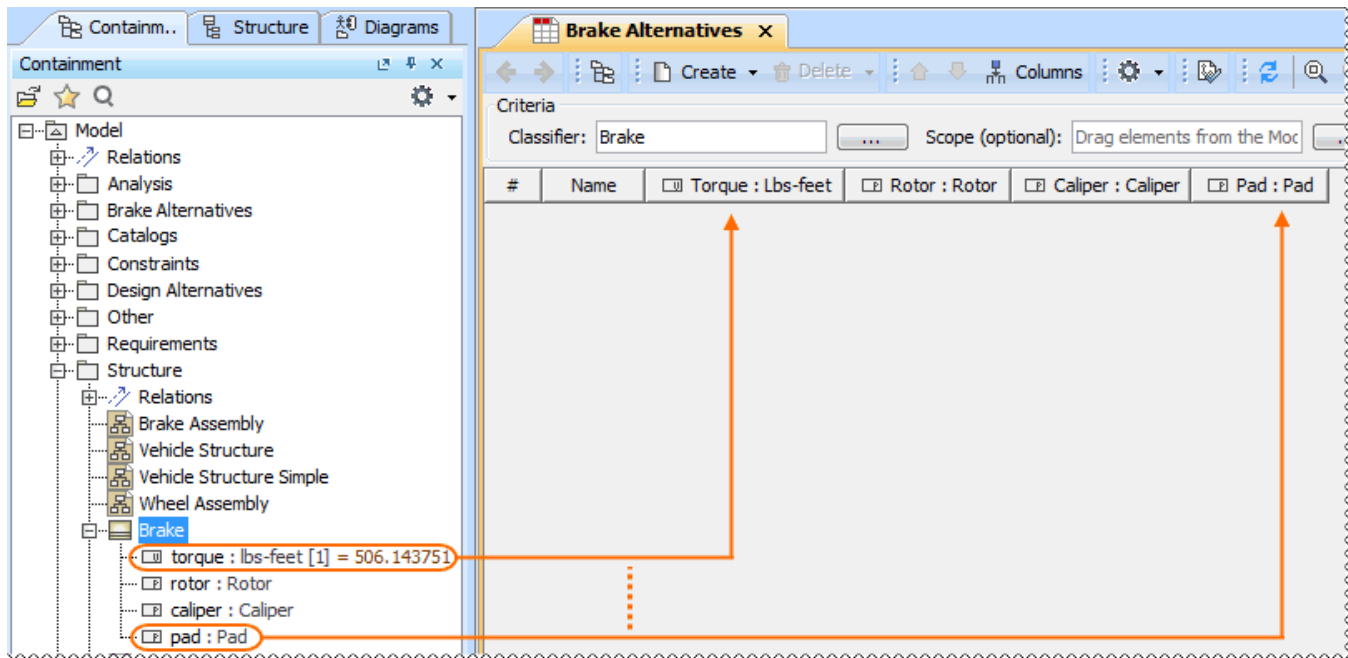 Containm.. Structure Diagrams
Containment
Model
Relations
Analysis
Brake Alternatives
Catalogs
Constraints
Design Alternatives
Other
Requirements
Structure
Relations
Brake Assembly
Vehicle Structure
Vehicle Structure Simple
Wheel Assembly
Brake
torque : lbs-feet [1] = 506.143751
rotor : Rotor
caliper : Caliper
pad : Pad
Brake Alternatives X
Create Delete Columns
Criteria
Classifier: Brake ... Scope (optional): Drag elements from the Moc ..
# Name Torque : Lbs-feet Rotor : Rotor Caliper : Caliper Pad : Pad